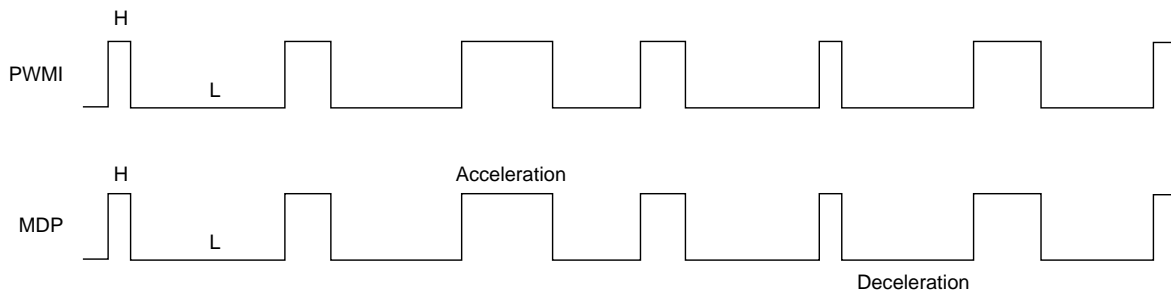 H
PWMI
L
H
Acceleration
MDP
L
Deceleration